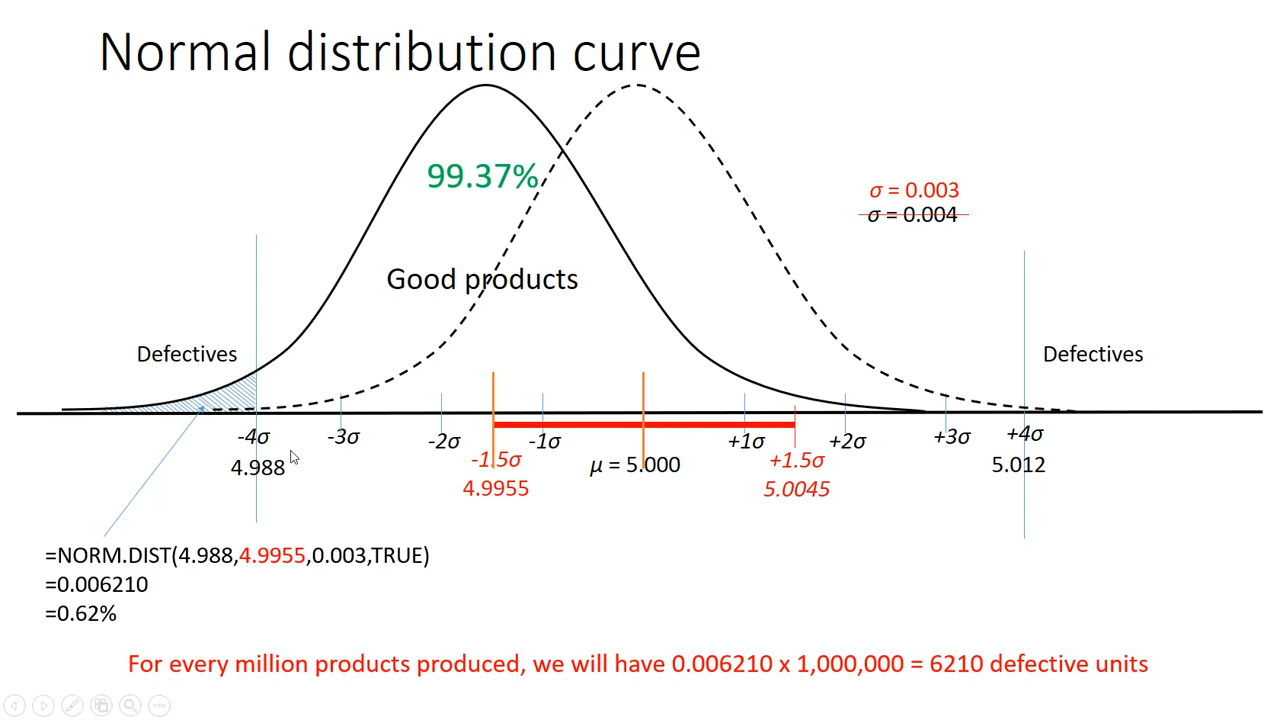 Normal distribution curve
99.37%
σ = 0.003
σ = 0.004
Good products
Defectives
Defectives
-4σ
-3σ
-2σ
-1σ
+1σ
+2σ
+3σ
+4σ
4.988
-1.5σ
μ = 5.000
+1.5σ
5.012
4.9955
5.0045
=NORM.DIST(4.988,4.9955,0.003,TRUE)
=0.006210
=0.62%
For every million products produced, we will have 0.006210 x 1,000,000 = 6210 defective units